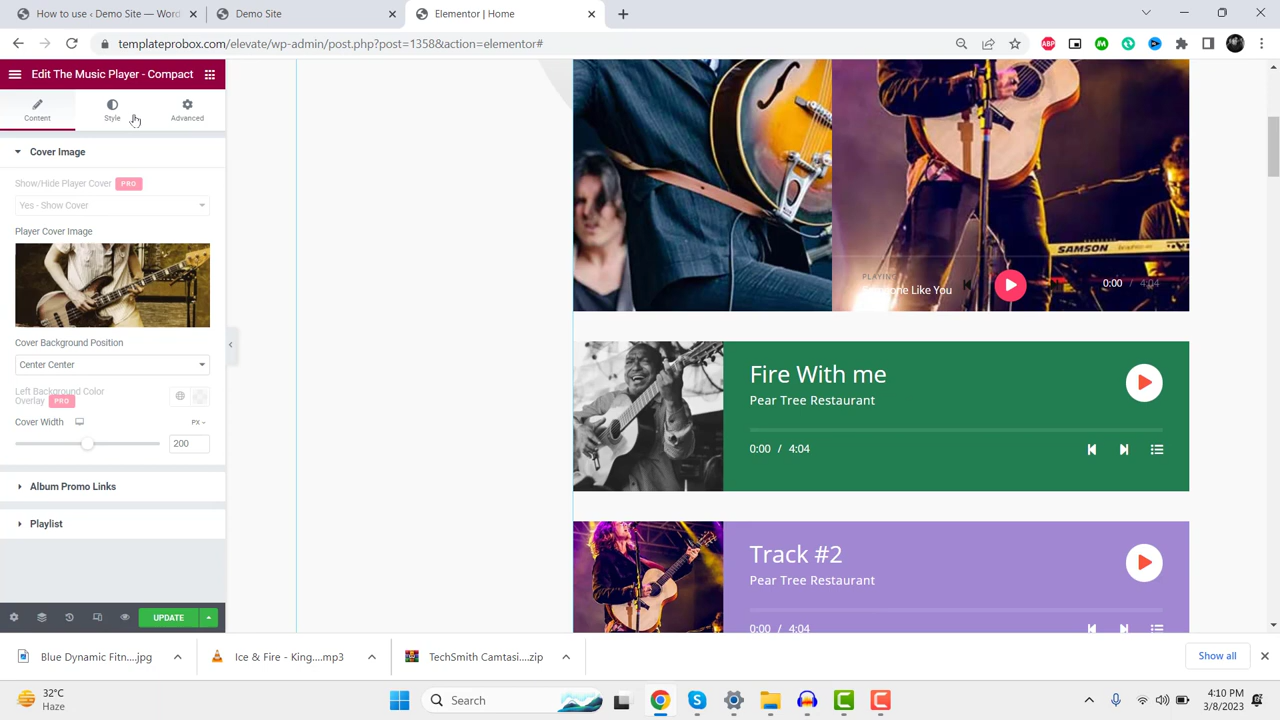 (1) Demo Site
Demo Site
Elementor | Home
templateprobox.com/elevate/wp-admin/post.php?post=1358&action=elementor#
ABP
Edit The Music Player - Compact
Content
Style
Advanced
Cover Image
Show/Hide Player Cover PRO
Yes - Show Cover
Player Cover Image
Cover Background Position
Center Center
Left Background Color
Overlay PRO
Cover Width
PX
200
Album Promo Links
Playlist
UPDATE
SAMSON
PLAYING
Someone Like You
0:00 / 4:04
Fire With me
Pear Tree Restaurant
0:00 / 4:04
Track #2
Pear Tree Restaurant
0:00 / 4:04
Blue Dynamic Fitn....jpg
Ice & Fire - King....mp3
TechSmith Camtasi....zip
Show all
32°C
Haze
Search
4:10 PM
3/8/2023